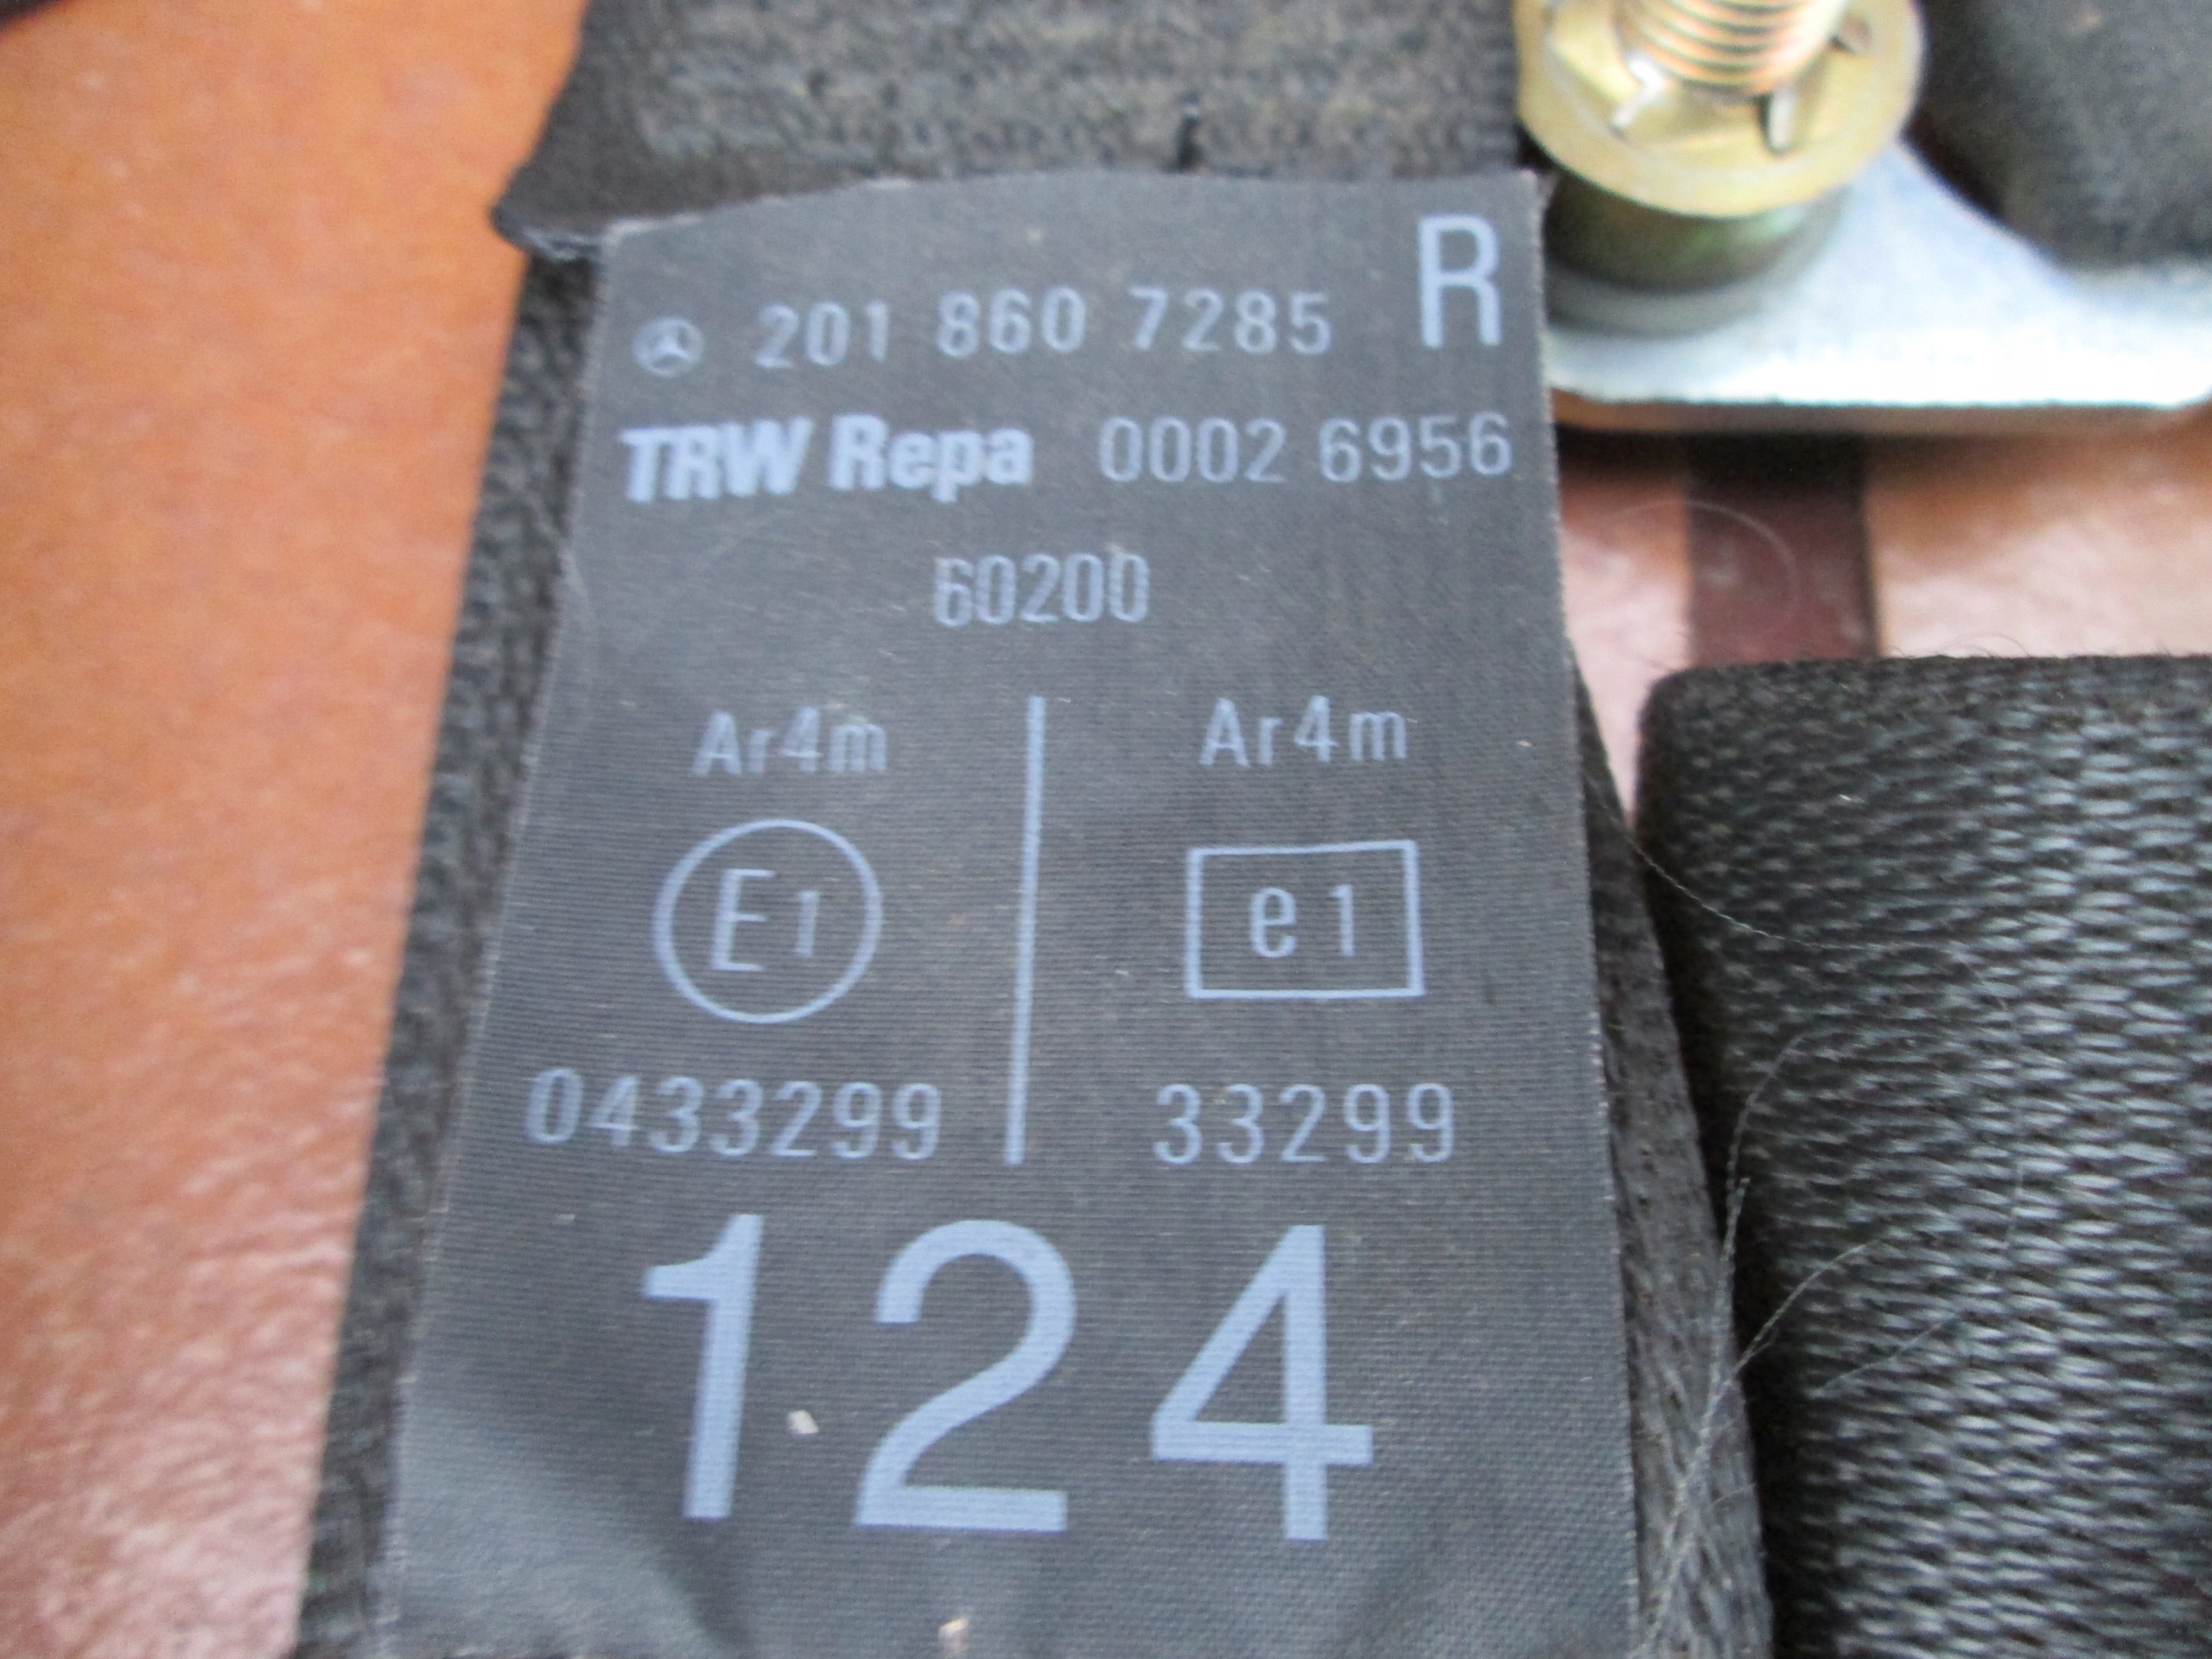 201 860 7285 R
TRW Repa 0002 6956
60200
Ar4m Ar4m
E1 e1
0433299 33299
124